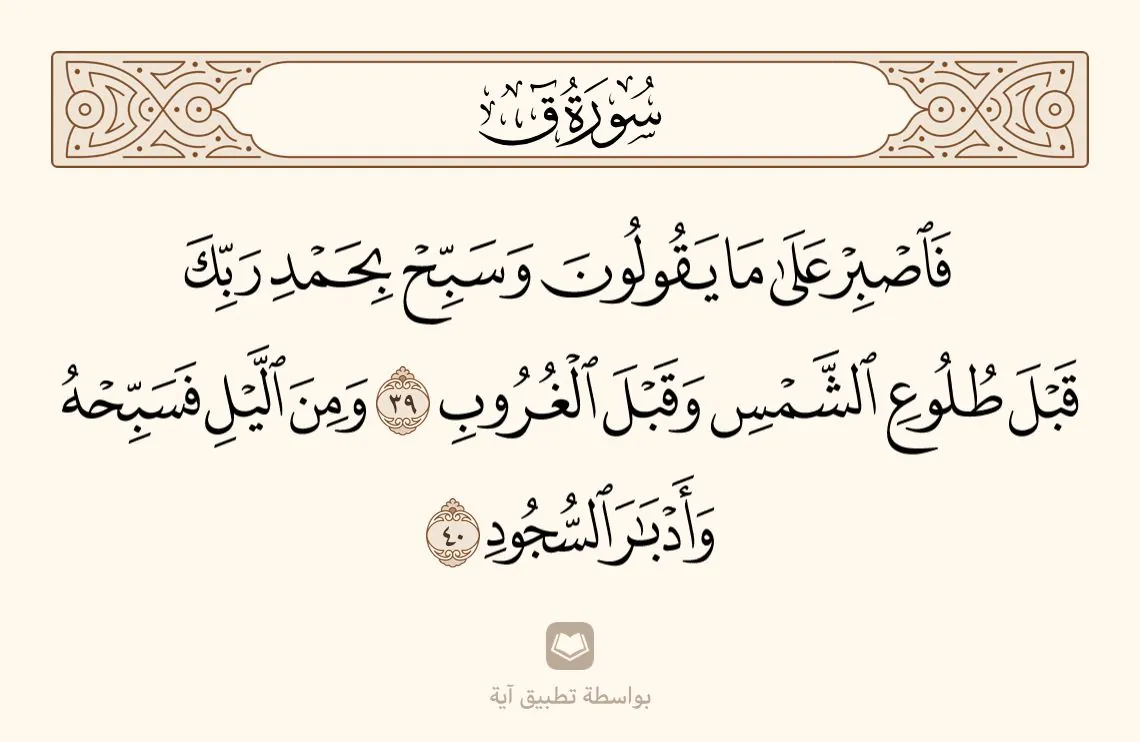 سُورَةُ قٓ
فَٱصۡبِرۡ عَلَىٰ مَا يَقُولُونَ وَسَبِّحۡ بِحَمۡدِ رَبِّكَ
قَبۡلَ طُلُوعِ ٱلشَّمۡسِ وَقَبۡلَ ٱلۡغُرُوبِ ٣٩ وَمِنَ ٱلَّيۡلِ فَسَبِّحۡهُ
وَأَدۡبَٰرَ ٱلسُّجُودِ ٤٠
بواسطة تطبيق آية